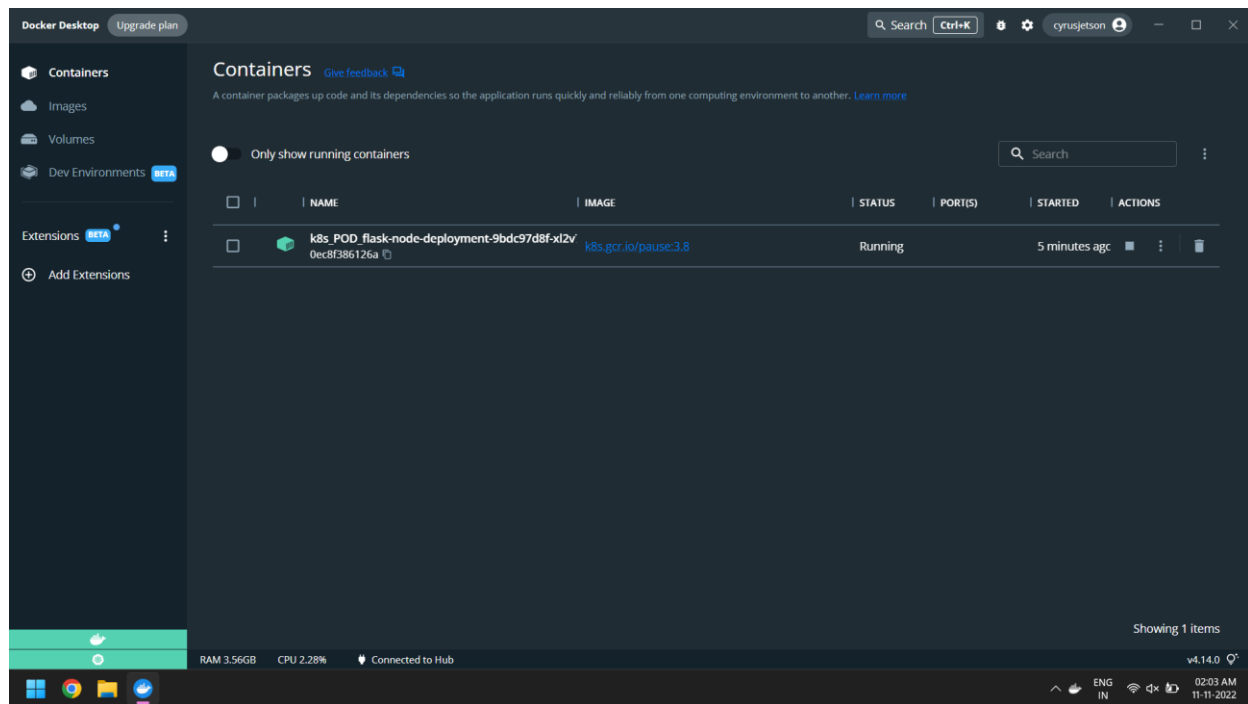 Docker Desktop Upgrade plan
Search Ctrl+K
cyrusjetson
Containers
Images
Volumes
Dev Environments BETA
Extensions BETA
Add Extensions
Containers Give feedback
A container packages up code and its dependencies so the application runs quickly and reliably from one computing environment to another. Learn more
Only show running containers
Search
NAME IMAGE STATUS PORT(S) STARTED ACTIONS
k8s_POD_flask-node-deployment-9bdc97d8f-xl2v k8s.gcr.io/pause:3.8 Running 5 minutes agc
0ec8f386126a
Showing 1 items
RAM 3.56GB CPU 2.28% Connected to Hub v4.14.0
ENG
IN
02:03 AM
11-11-2022